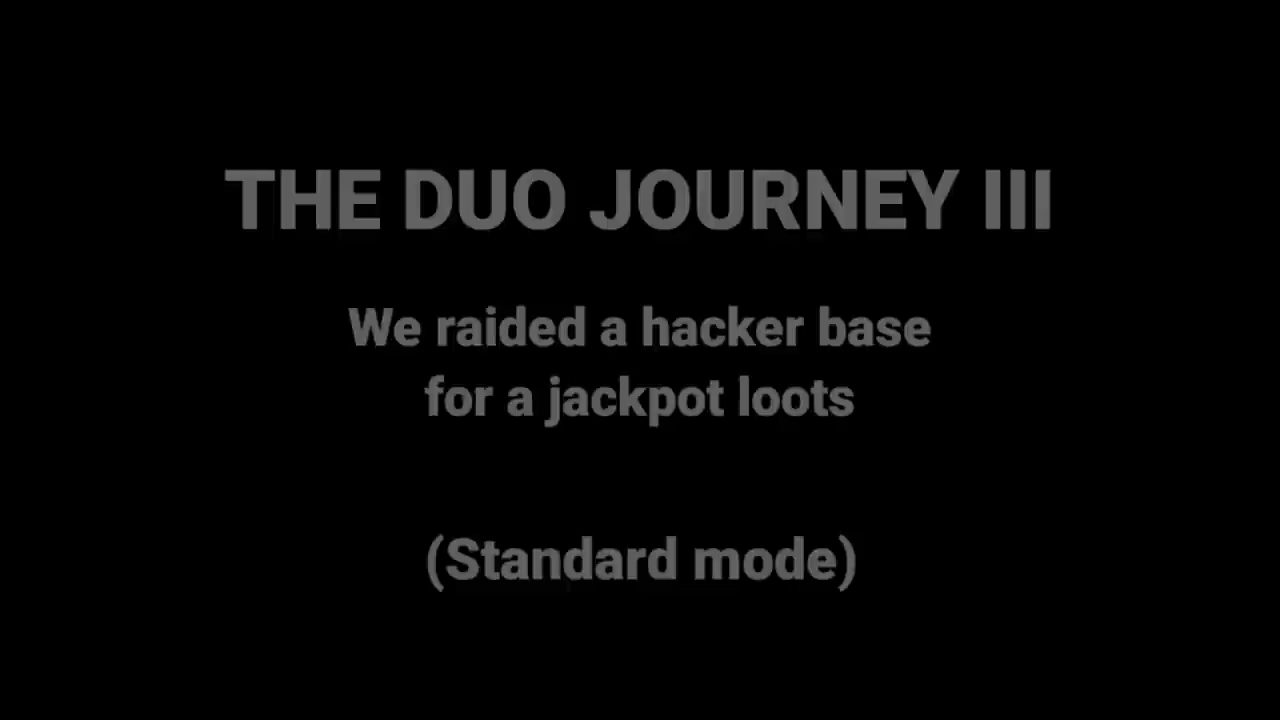 THE DUO JOURNEY III
We raided a hacker base
for a jackpot loots
(Standard mode)